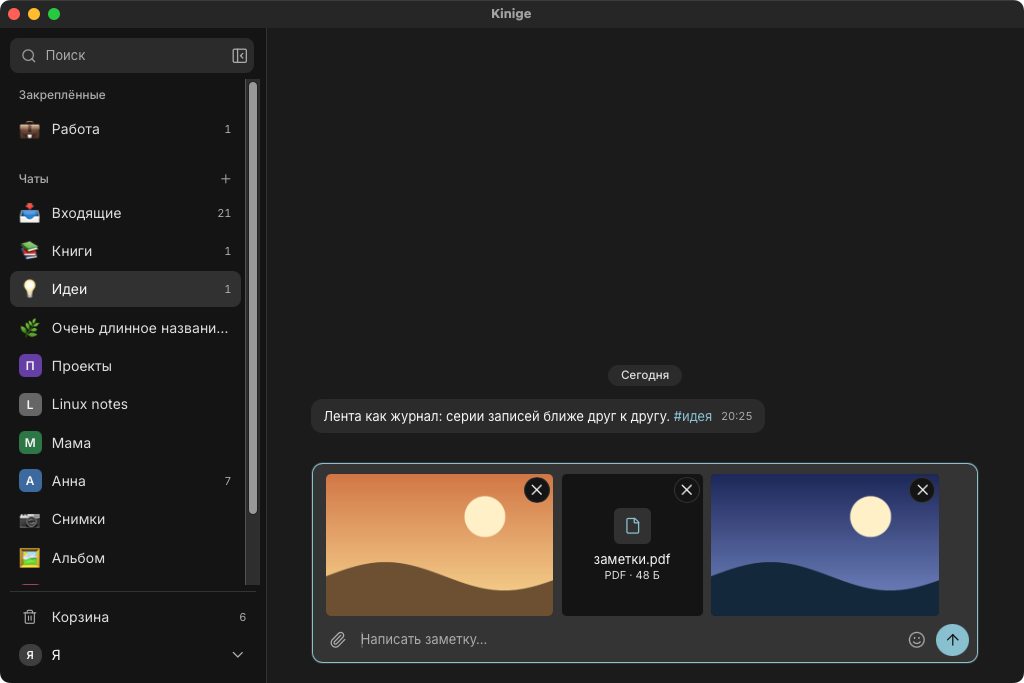 Kinige
Поиск
Закреплённые
Работа 1
Чаты +
Входящие 21
Книги 1
Идеи 1
Очень длинное названи...
П Проекты
L Linux notes
М Мама
А Анна 7
Снимки
Альбом
Корзина 6
Я Я
Сегодня
Лента как журнал: серии записей ближе друг к другу. #идея 20:25
заметки.pdf
PDF · 48 Б
Написать заметку...